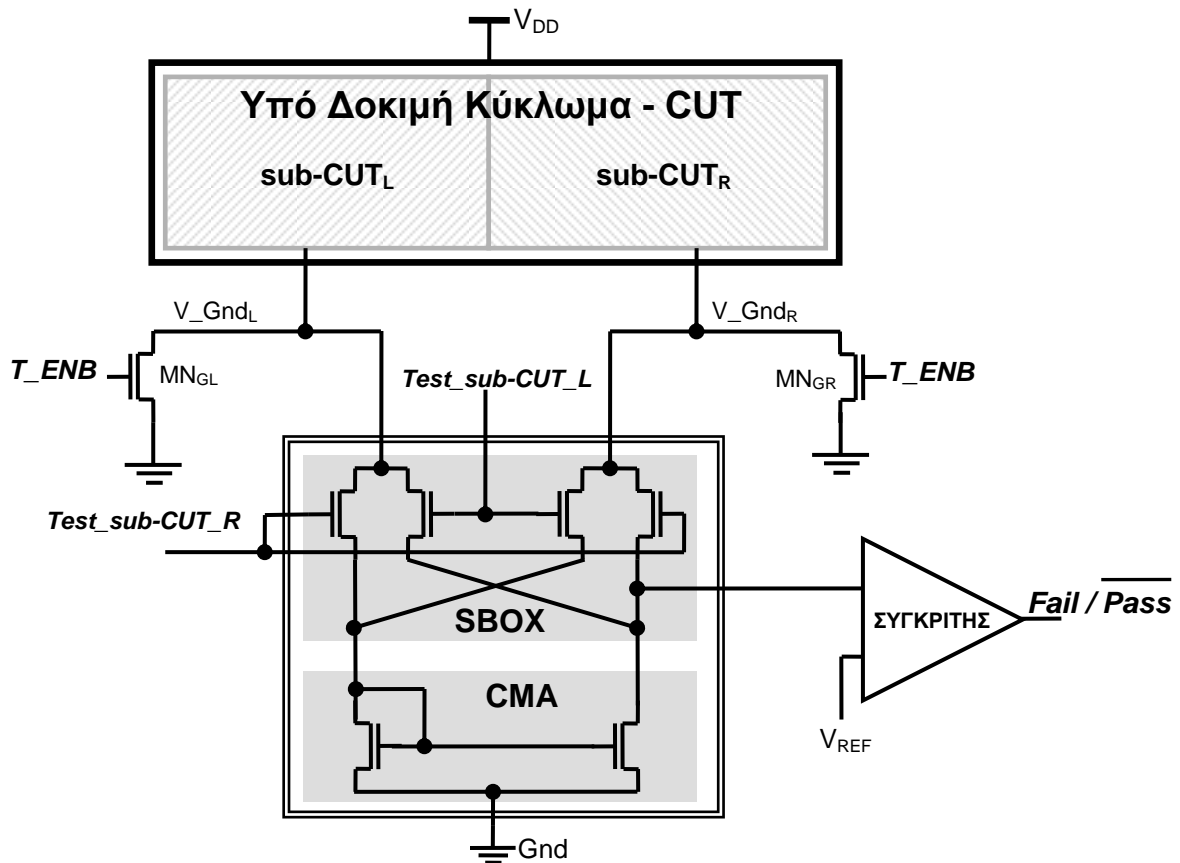 V_DD
Υπό Δοκιμή Κύκλωμα - CUT
sub-CUT_L
sub-CUT_R
V_Gnd_L
V_Gnd_R
T_ENB
MN_GL
Test_sub-CUT_L
MN_GR
T_ENB
Test_sub-CUT_R
SBOX
ΣΥΓΚΡΙΤΗΣ
Fail / Pass
CMA
V_REF
Gnd